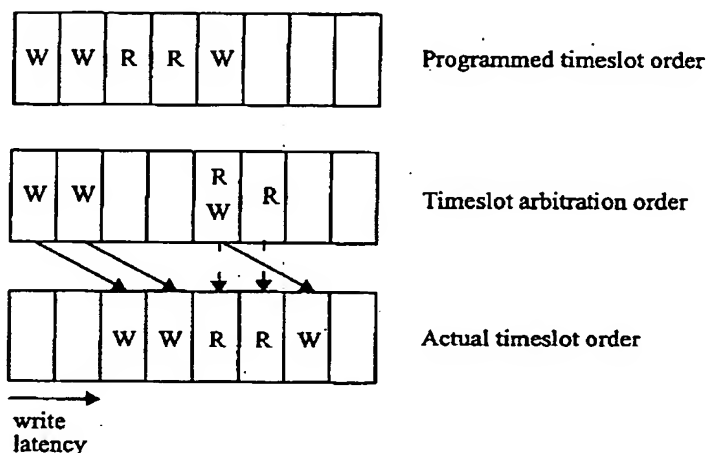 W W R R W Programmed timeslot order
R
W W W R Timeslot arbitration order
W W R R W Actual timeslot order
write
latency